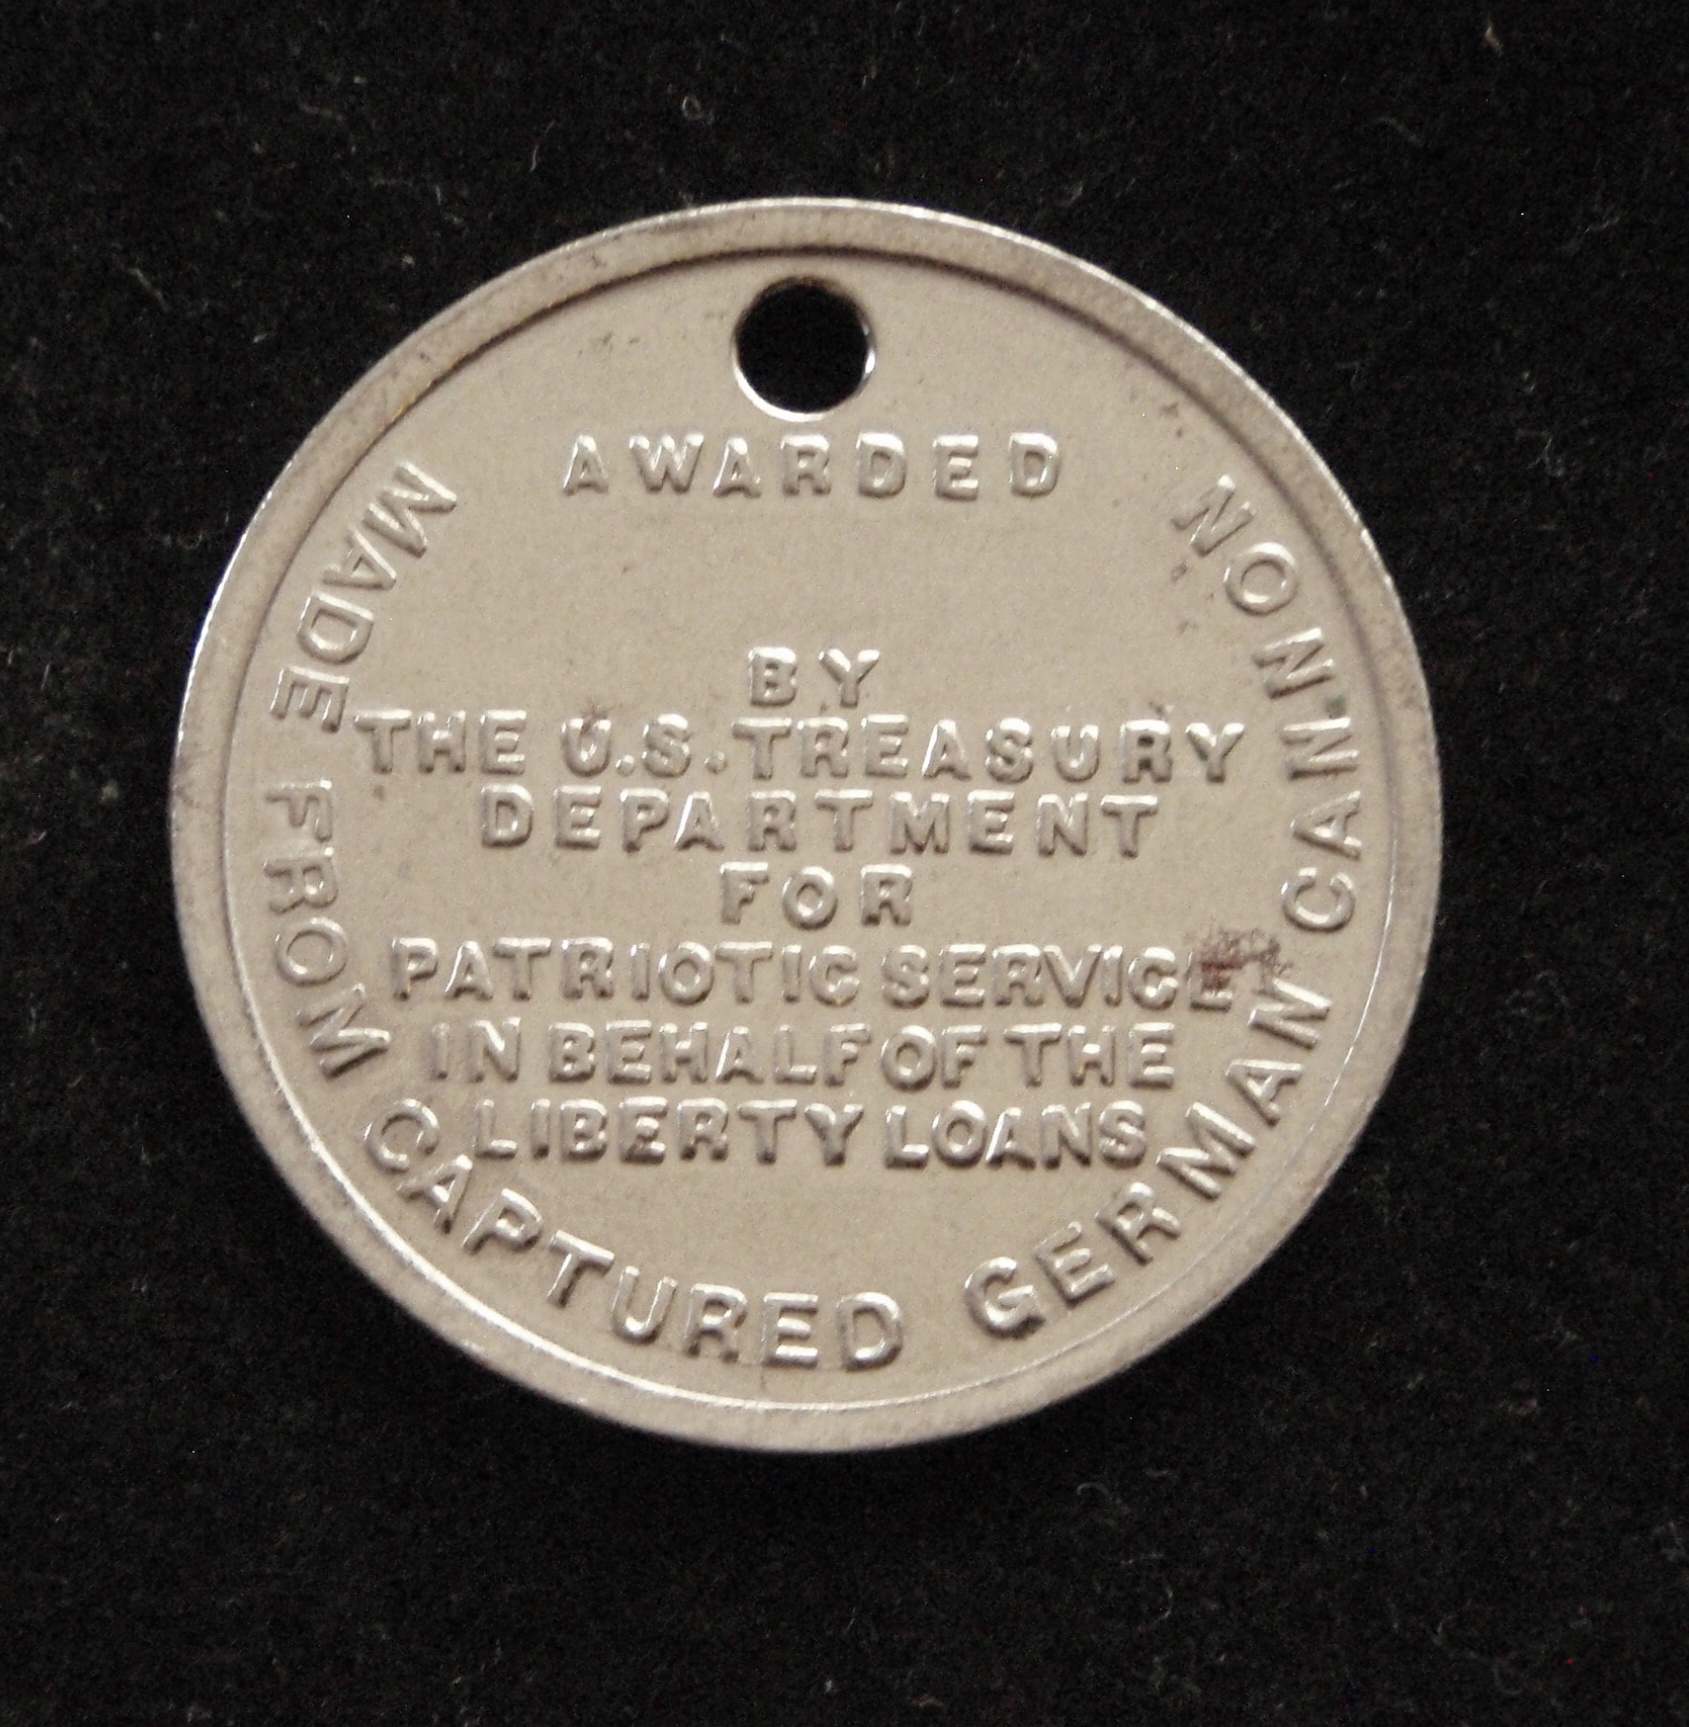 AWARDED
BY
THE U.S. TREASURY
DEPARTMENT
FOR
PATRIOTIC SERVICE
IN BEHALF OF THE
LIBERTY LOANS
MADE FROM CAPTURED GERMAN CANNON